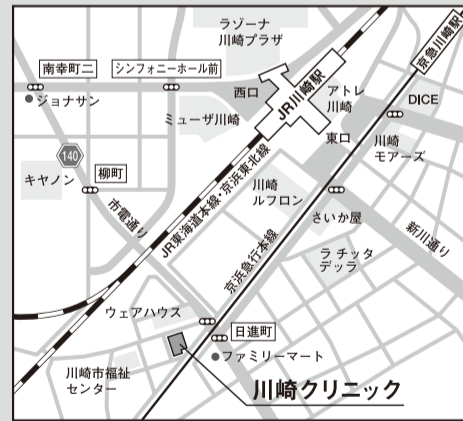 ラゾーナ
川崎プラザ
京急川崎駅
南幸町二
シンフォニーホール前
JR川崎駅
西口
アトレ
川崎
DICE
ジョナサン
ミューザ川崎
東口
川崎
モアーズ
140
キヤノン
柳町
市電通り
JR東海道本線・京浜東北線
川崎
ルフロン
さいか屋
新川通り
京浜急行本線
ラ チッタ
デッラ
ウェアハウス
日進町
ファミリーマート
川崎市福祉
センター
川崎クリニック